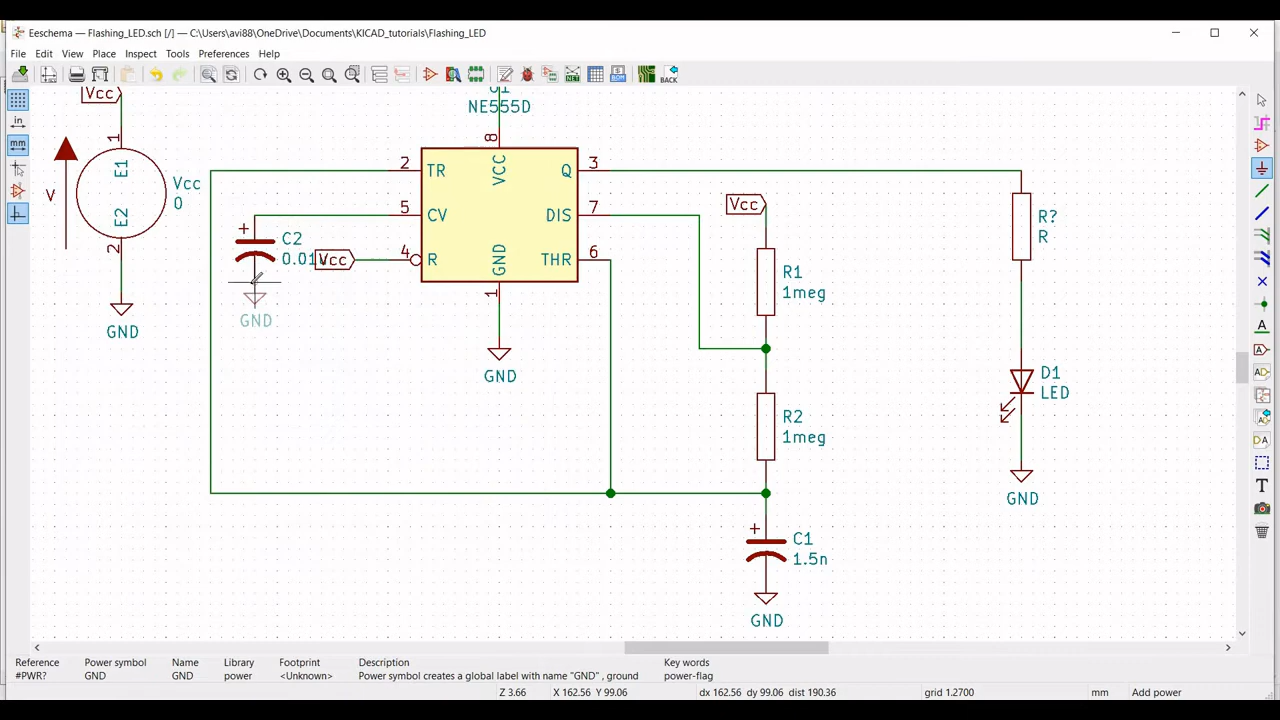 Eeschema — Flashing_LED.sch [/] — C:\Users\avi88\OneDrive\Documents\KICAD_tutorials\Flashing_LED
File Edit View Place Inspect Tools Preferences Help
BOM BACK
in
mm
Vcc
1
E1
V
Vcc
0
E2
2
GND
NE555D
8
VCC
2 TR
Q 3
5 CV
DIS 7
4 R
THR 6
GND
1
GND
+
C2
Vcc
GND
Vcc
R1
1meg
R2
1meg
+
C1
1.5n
GND
R?
R
D1
LED
GND
A
A
T
Reference Power symbol Name Library Footprint Description Key words
#PWR? GND GND power <Unknown> Power symbol creates a global label with name "GND" , ground power-flag
Z 3.66 X 162.56 Y 99.06 dx 162.56 dy 99.06 dist 190.36 grid 1.2700 mm Add power